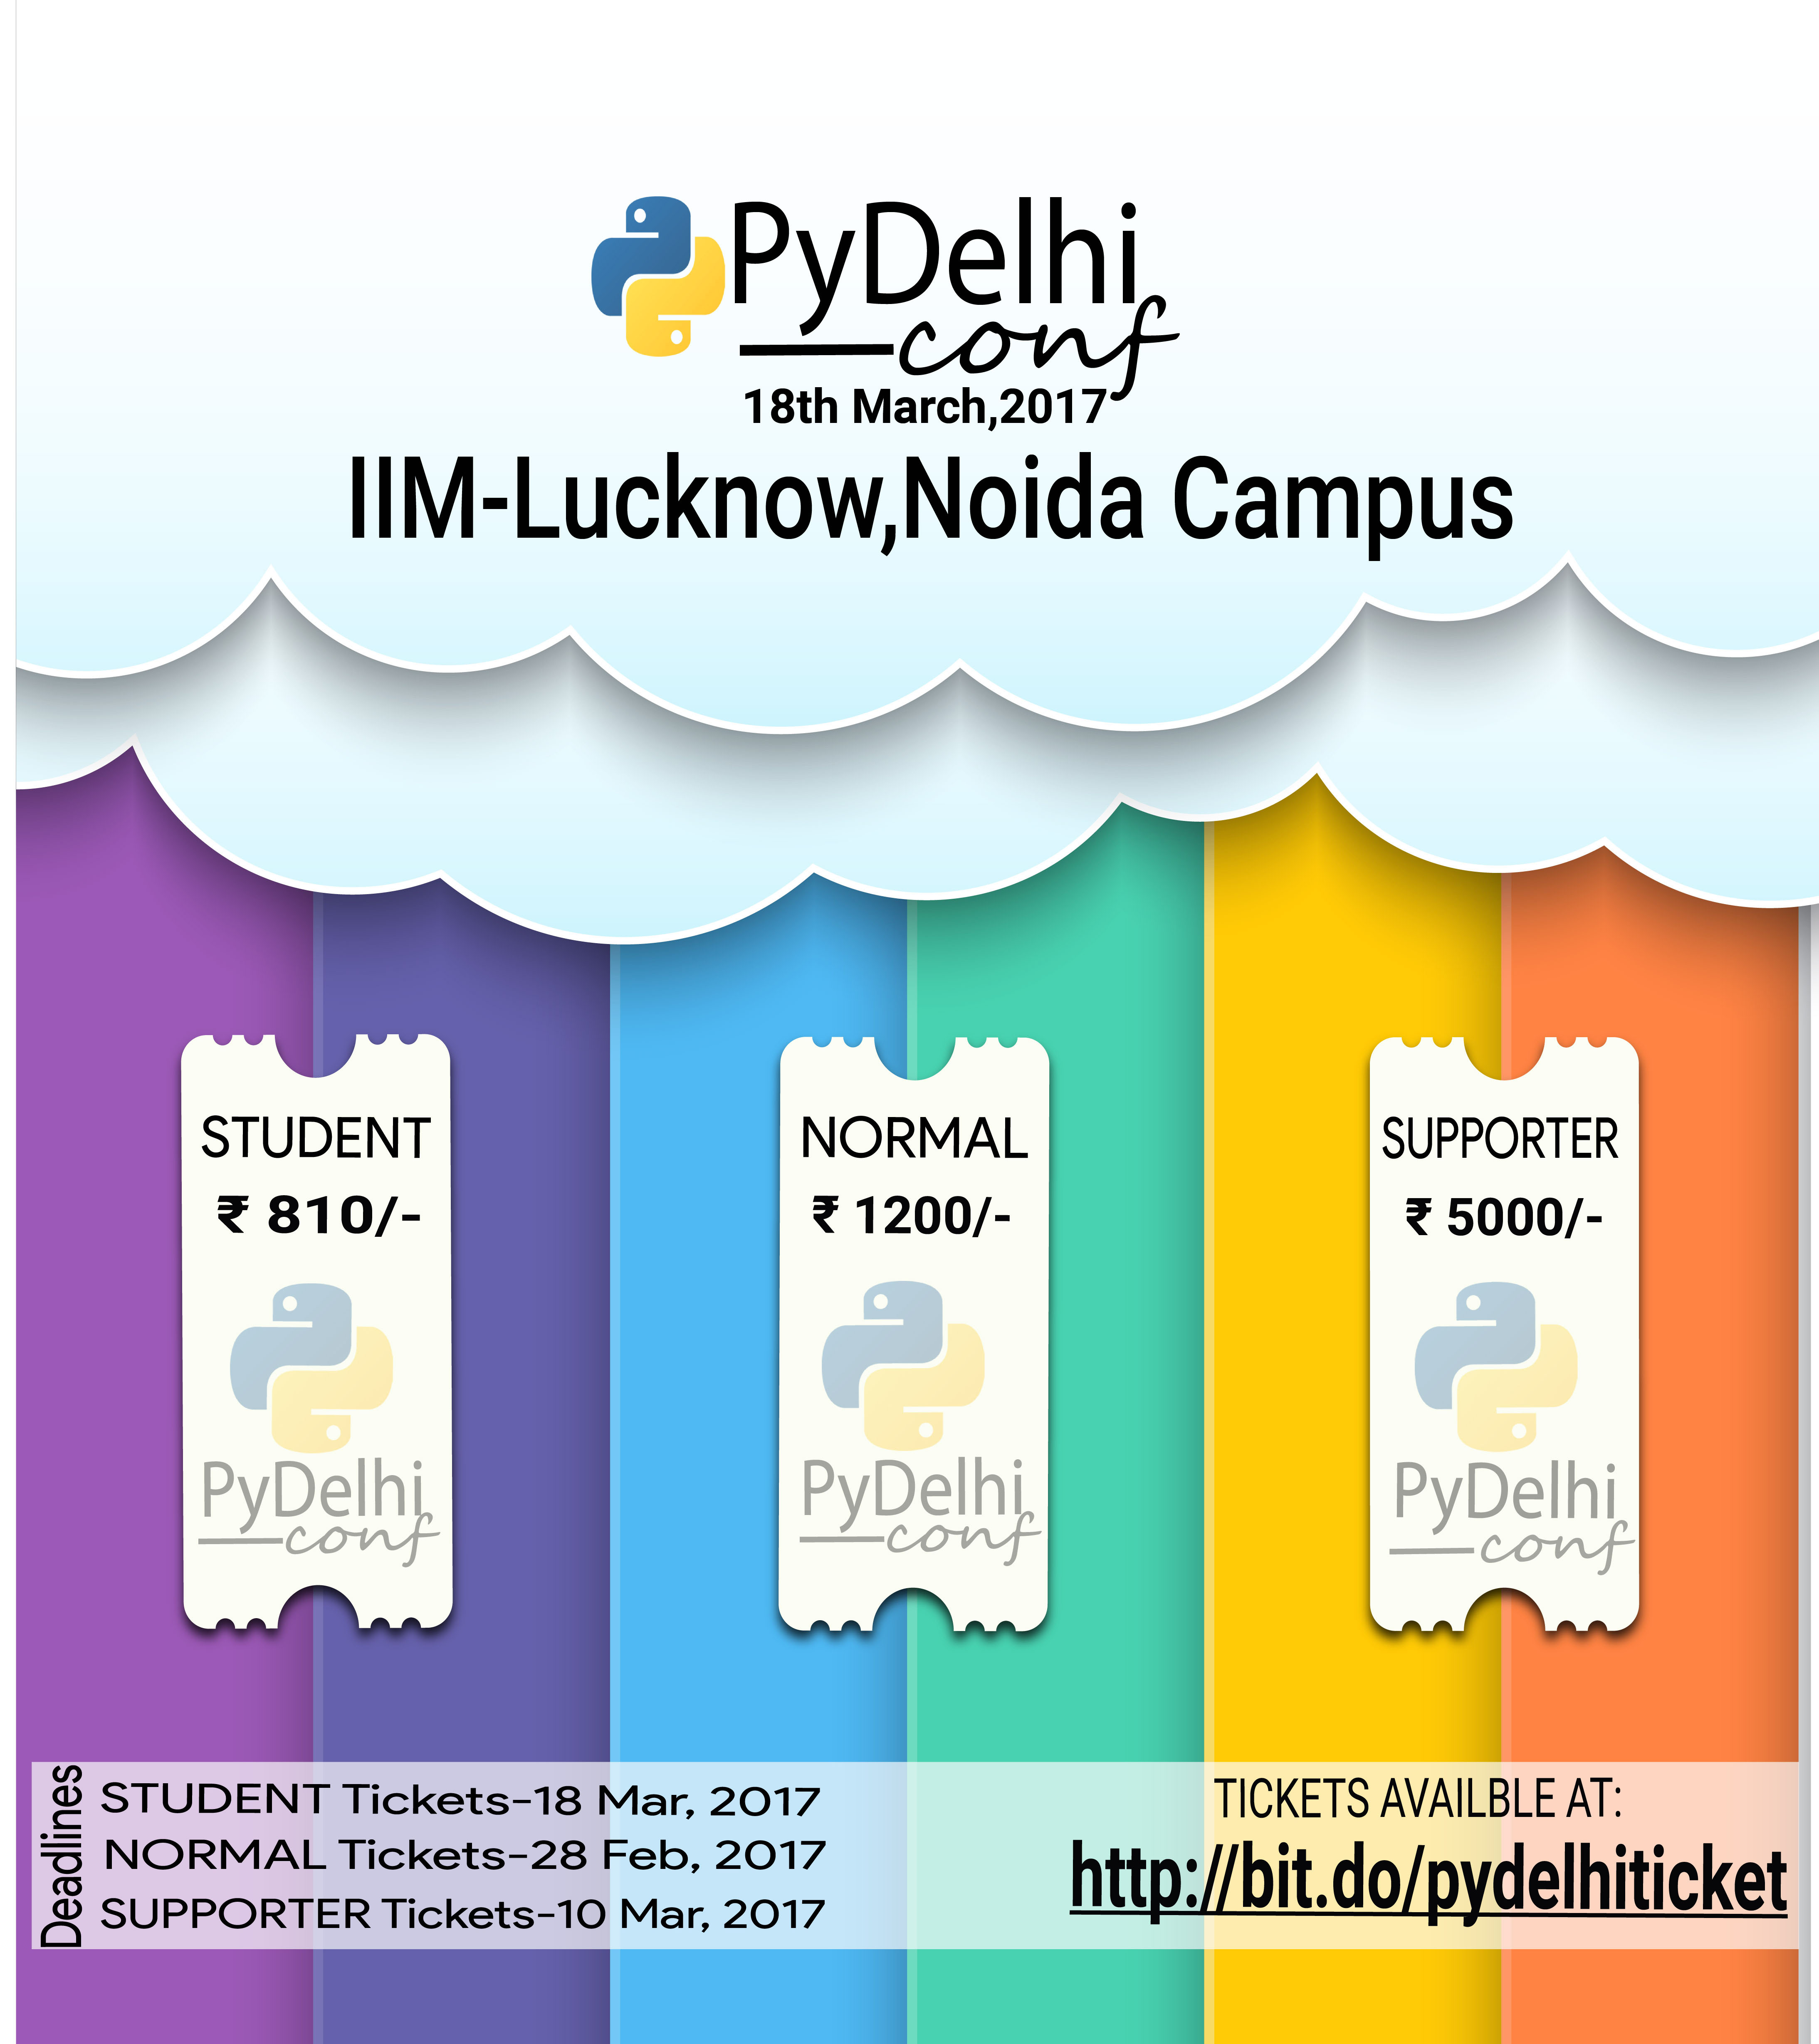 PyDelhi
conf
18th March,2017
IIM-Lucknow,Noida Campus
STUDENT
₹ 810/-
PyDelhi
conf
NORMAL
₹ 1200/-
PyDelhi
conf
SUPPORTER
₹ 5000/-
PyDelhi
conf
Deadlines
STUDENT Tickets-18 Mar, 2017
NORMAL Tickets-28 Feb, 2017
SUPPORTER Tickets-10 Mar, 2017
TICKETS AVAILBLE AT:
http://bit.do/pydelhiticket